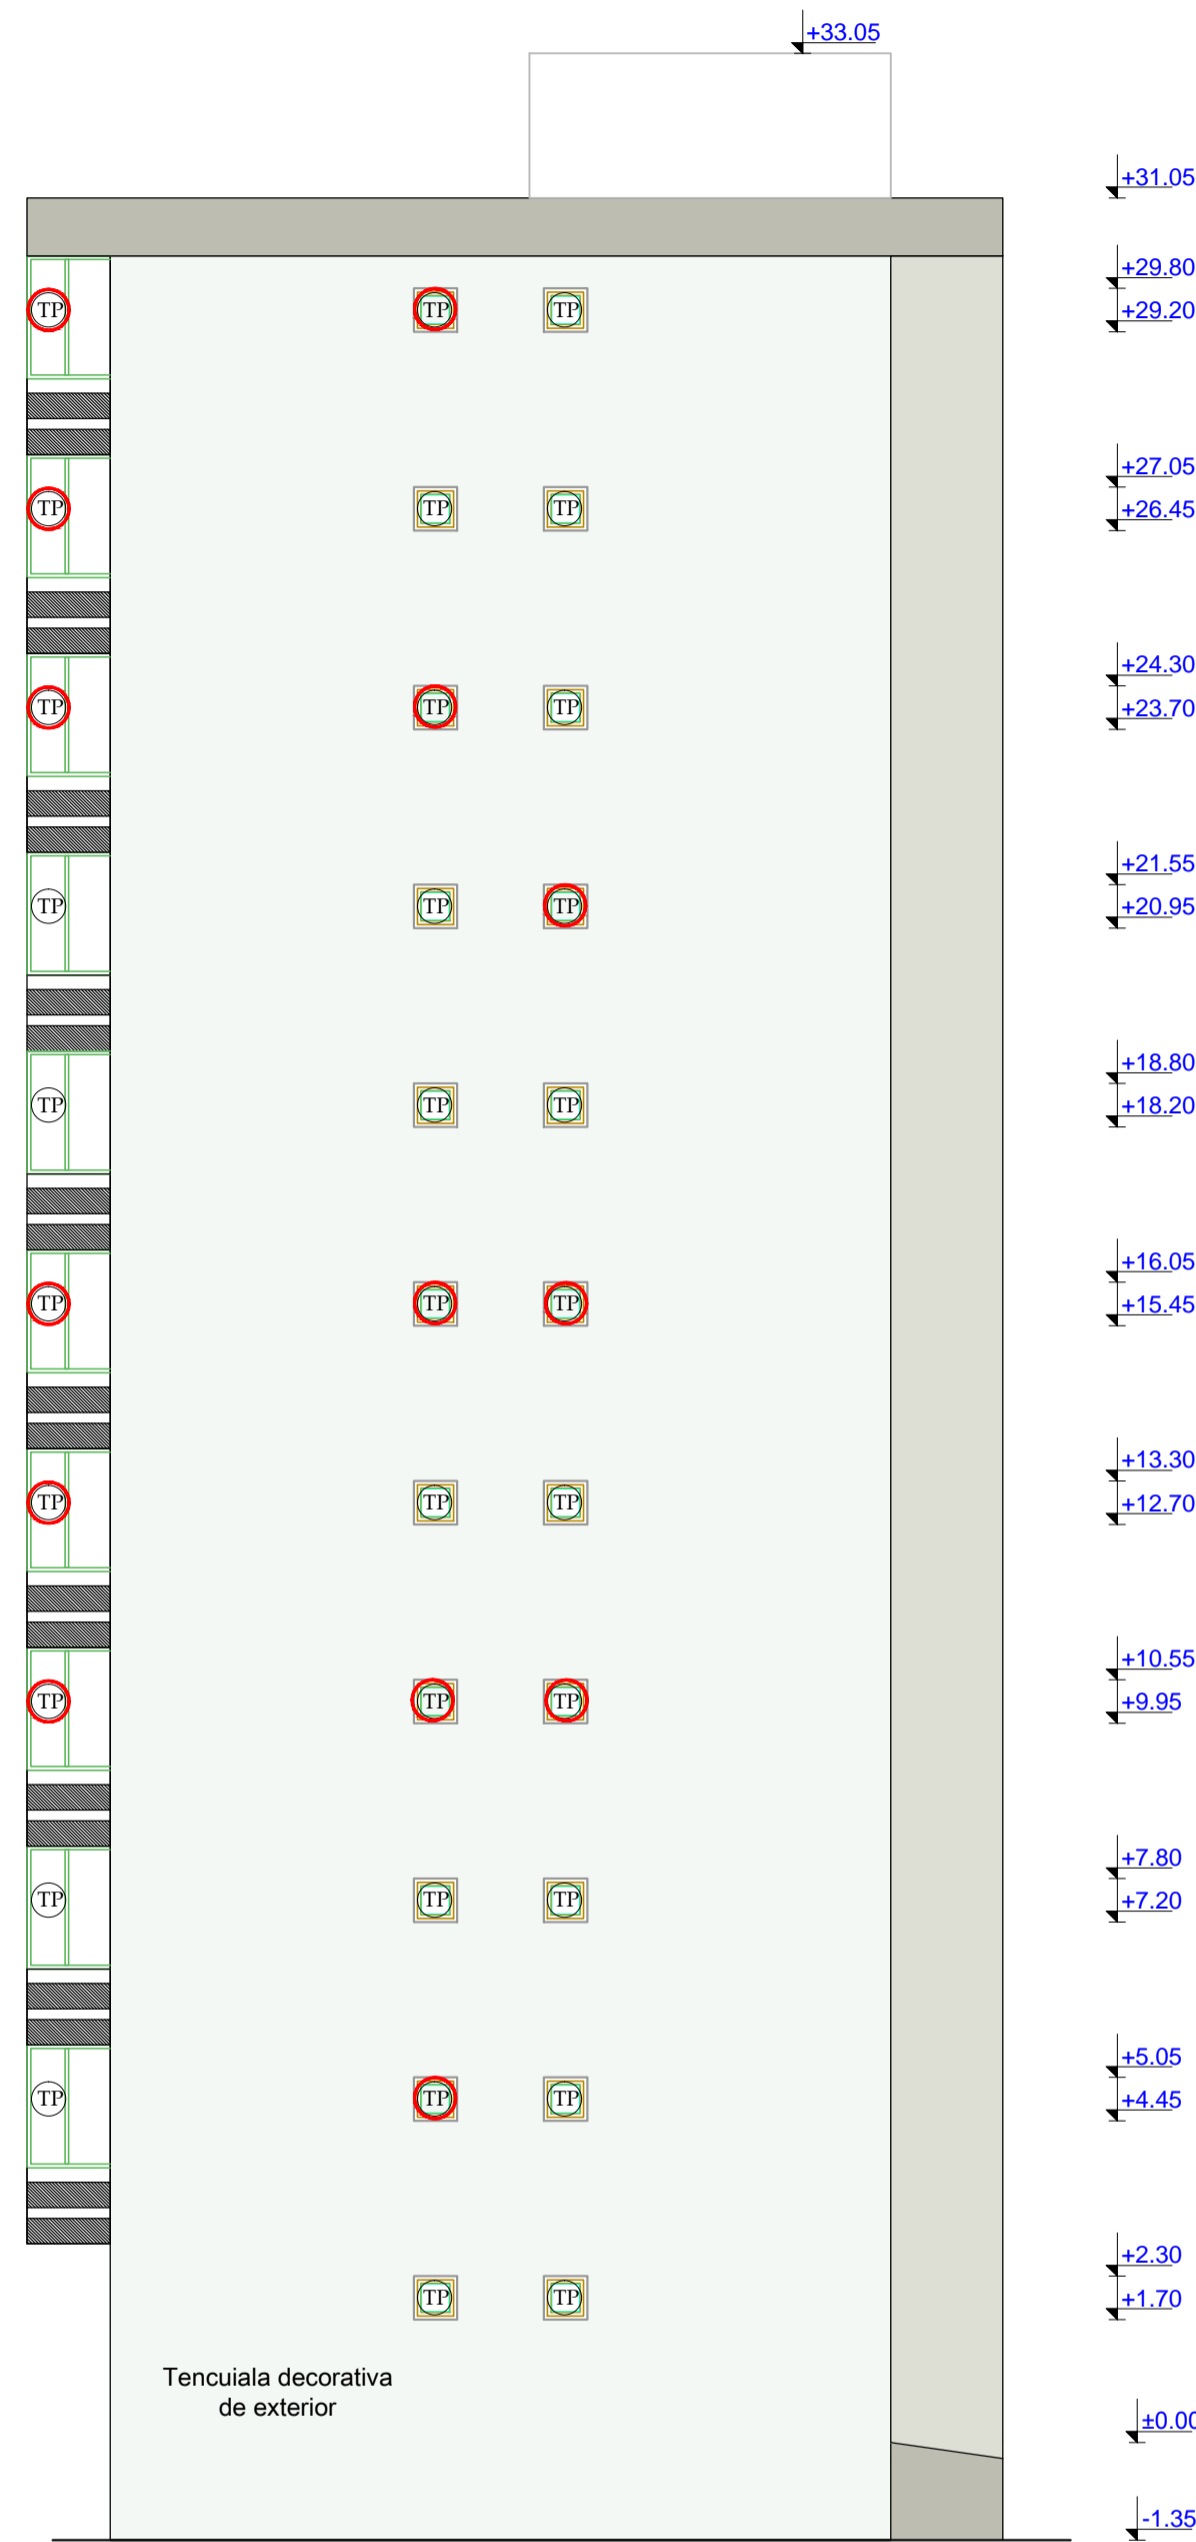 +33.05
+31.05
+29.80
TP TP TP
+29.20
+27.05
TP TP TP
+26.45
+24.30
TP TP TP
+23.70
+21.55
TP TP TP
+20.95
+18.80
TP TP TP
+18.20
+16.05
TP TP TP
+15.45
+13.30
TP TP TP
+12.70
+10.55
TP TP TP
+9.95
+7.80
TP TP TP
+7.20
+5.05
TP TP TP
+4.45
+2.30
TP TP
+1.70
Tencuiala decorativa
de exterior
±0.00
-1.35